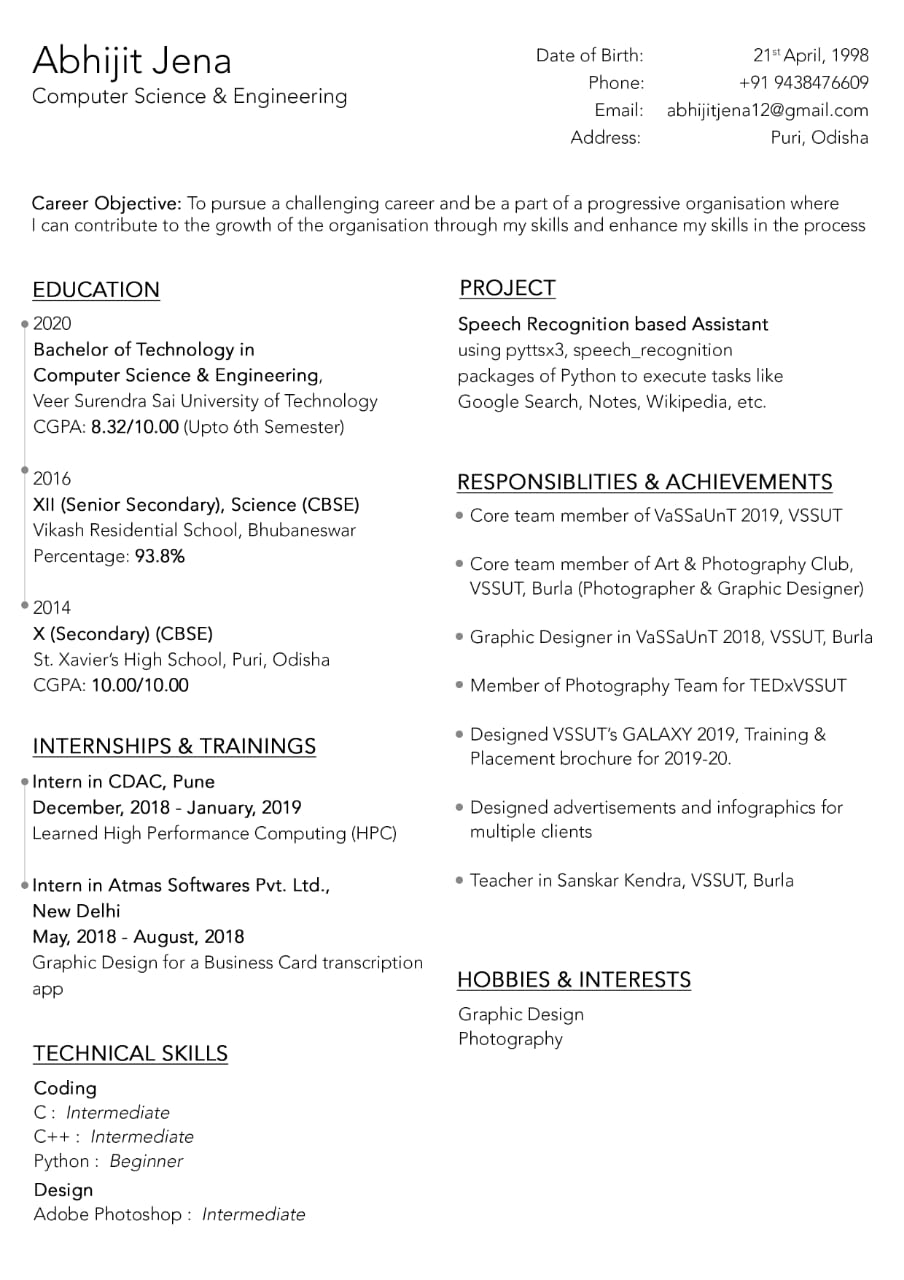 Abhijit Jena
Computer Science & Engineering
Date of Birth: 21st April, 1998
Phone: +91 9438476609
Email: abhijitjena12@gmail.com
Address: Puri, Odisha
Career Objective: To pursue a challenging career and be a part of a progressive organisation where
I can contribute to the growth of the organisation through my skills and enhance my skills in the process
EDUCATION
2020
Bachelor of Technology in
Computer Science & Engineering,
Veer Surendra Sai University of Technology
CGPA: 8.32/10.00 (Upto 6th Semester)
2016
XII (Senior Secondary), Science (CBSE)
Vikash Residential School, Bhubaneswar
Percentage: 93.8%
2014
X (Secondary) (CBSE)
St. Xavier's High School, Puri, Odisha
CGPA: 10.00/10.00
INTERNSHIPS & TRAININGS
Intern in CDAC, Pune
December, 2018 - January, 2019
Learned High Performance Computing (HPC)
Intern in Atmas Softwares Pvt. Ltd.,
New Delhi
May, 2018 - August, 2018
Graphic Design for a Business Card transcription
app
TECHNICAL SKILLS
Coding
C : Intermediate
C++ : Intermediate
Python : Beginner
Design
Adobe Photoshop : Intermediate
PROJECT
Speech Recognition based Assistant
using pyttsx3, speech_recognition
packages of Python to execute tasks like
Google Search, Notes, Wikipedia, etc.
RESPONSIBLITIES & ACHIEVEMENTS
• Core team member of VaSSaUnT 2019, VSSUT
• Core team member of Art & Photography Club,
VSSUT, Burla (Photographer & Graphic Designer)
• Graphic Designer in VaSSaUnT 2018, VSSUT, Burla
• Member of Photography Team for TEDxVSSUT
• Designed VSSUT's GALAXY 2019, Training &
Placement brochure for 2019-20.
• Designed advertisements and infographics for
multiple clients
• Teacher in Sanskar Kendra, VSSUT, Burla
HOBBIES & INTERESTS
Graphic Design
Photography